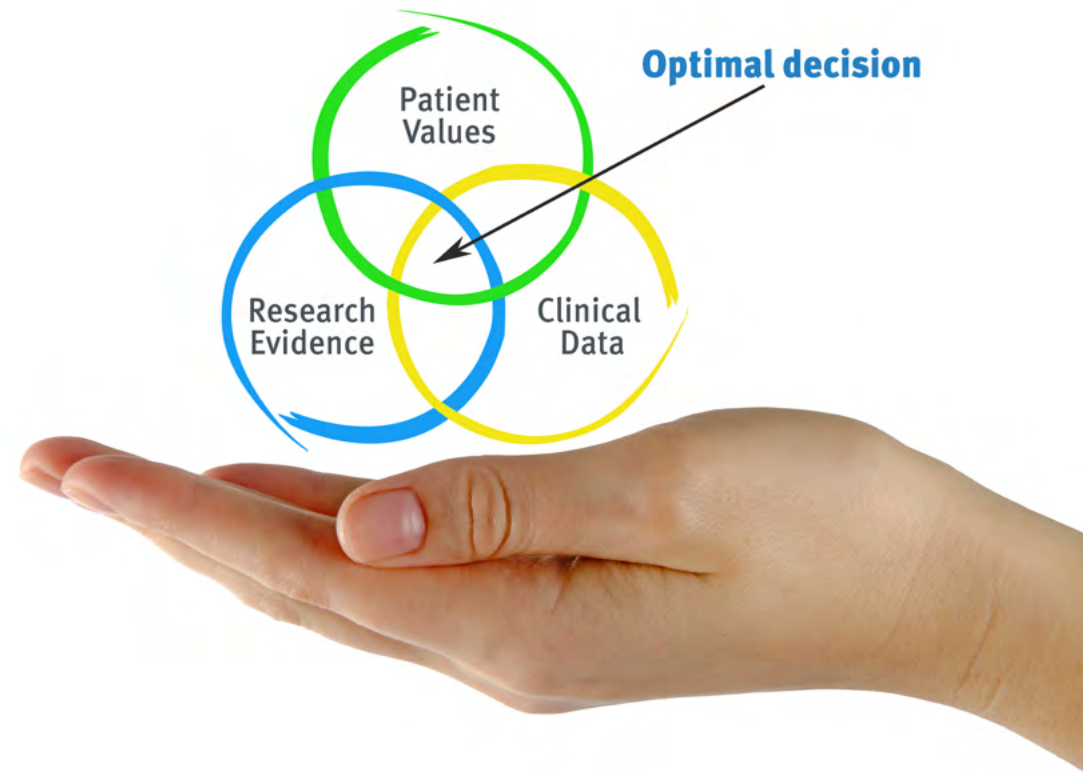 Optimal decision
Patient
Values
Research
Evidence
Clinical
Data